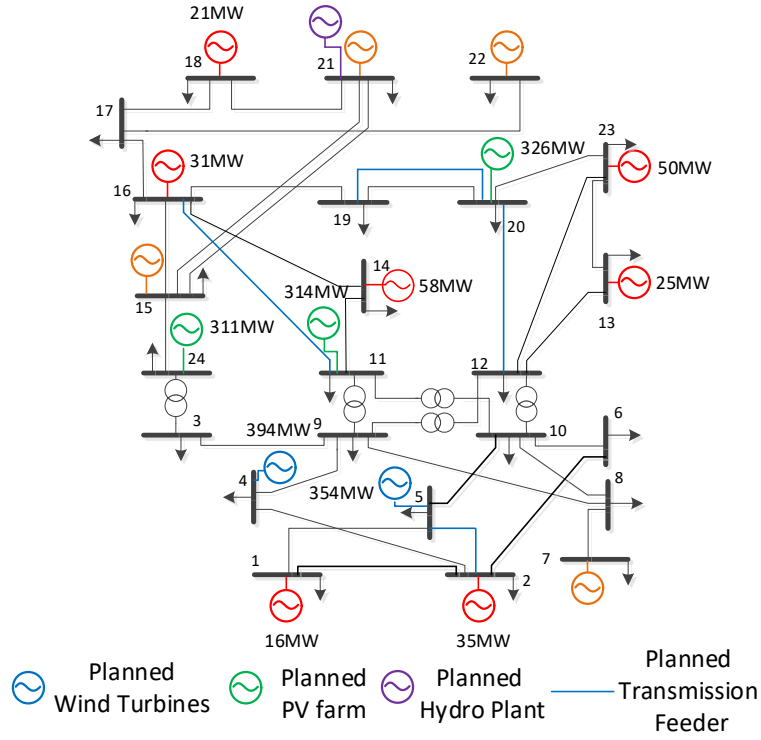 21MW
18
21
22
17
23
31MW
326MW
50MW
16
19
20
14
58MW
25MW
314MW
15
13
311MW
24
11
12
3
394MW
9
10
6
4
354MW
5
8
7
1
2
16MW
35MW
Planned
Wind Turbines
Planned
PV farm
Planned
Hydro Plant
Planned
Transmission
Feeder